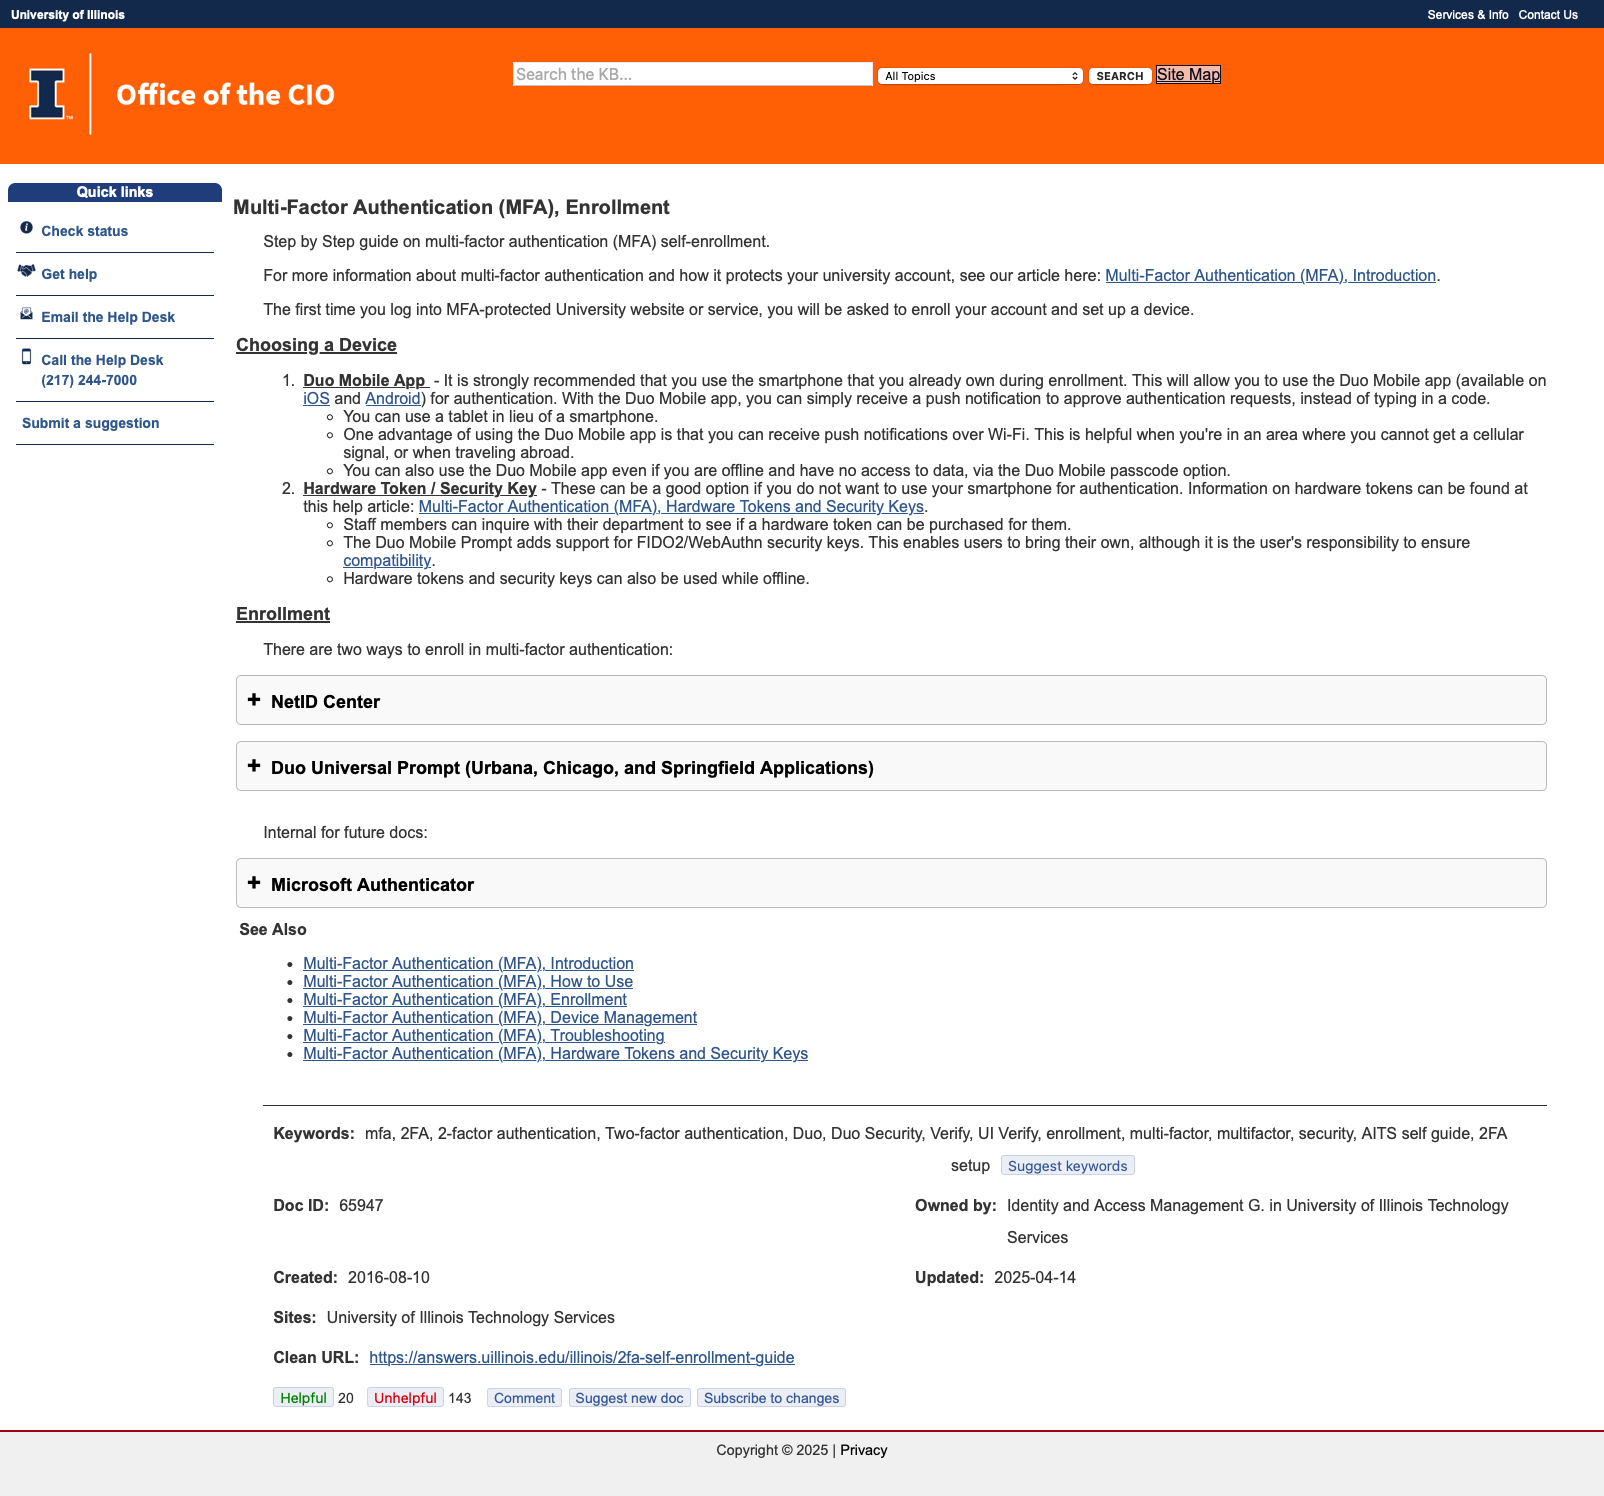 University of Illinois
Services & Info Contact Us
I
TM
Office of the CIO
Search the KB...
All Topics
SEARCH
Site Map
Quick links
Check status
Get help
Email the Help Desk
Call the Help Desk
(217) 244-7000
Submit a suggestion
Multi-Factor Authentication (MFA), Enrollment
Step by Step guide on multi-factor authentication (MFA) self-enrollment.
For more information about multi-factor authentication and how it protects your university account, see our article here: Multi-Factor Authentication (MFA), Introduction.
The first time you log into MFA-protected University website or service, you will be asked to enroll your account and set up a device.
Choosing a Device
1. Duo Mobile App - It is strongly recommended that you use the smartphone that you already own during enrollment. This will allow you to use the Duo Mobile app (available on
iOS and Android) for authentication. With the Duo Mobile app, you can simply receive a push notification to approve authentication requests, instead of typing in a code.
You can use a tablet in lieu of a smartphone.
One advantage of using the Duo Mobile app is that you can receive push notifications over Wi-Fi. This is helpful when you're in an area where you cannot get a cellular
signal, or when traveling abroad.
You can also use the Duo Mobile app even if you are offline and have no access to data, via the Duo Mobile passcode option.
2. Hardware Token / Security Key - These can be a good option if you do not want to use your smartphone for authentication. Information on hardware tokens can be found at
this help article: Multi-Factor Authentication (MFA), Hardware Tokens and Security Keys.
Staff members can inquire with their department to see if a hardware token can be purchased for them.
The Duo Mobile Prompt adds support for FIDO2/WebAuthn security keys. This enables users to bring their own, although it is the user's responsibility to ensure
compatibility.
Hardware tokens and security keys can also be used while offline.
Enrollment
There are two ways to enroll in multi-factor authentication:
+ NetID Center
+ Duo Universal Prompt (Urbana, Chicago, and Springfield Applications)
Internal for future docs:
+ Microsoft Authenticator
See Also
Multi-Factor Authentication (MFA), Introduction
Multi-Factor Authentication (MFA), How to Use
Multi-Factor Authentication (MFA), Enrollment
Multi-Factor Authentication (MFA), Device Management
Multi-Factor Authentication (MFA), Troubleshooting
Multi-Factor Authentication (MFA), Hardware Tokens and Security Keys
Keywords: mfa, 2FA, 2-factor authentication, Two-factor authentication, Duo, Duo Security, Verify, UI Verify, enrollment, multi-factor, multifactor, security, AITS self guide, 2FA
setup Suggest keywords
Doc ID: 65947
Owned by: Identity and Access Management G. in University of Illinois Technology
Services
Created: 2016-08-10
Updated: 2025-04-14
Sites: University of Illinois Technology Services
Clean URL: https://answers.uillinois.edu/illinois/2fa-self-enrollment-guide
Helpful 20 Unhelpful 143 Comment Suggest new doc Subscribe to changes
Copyright © 2025 | Privacy